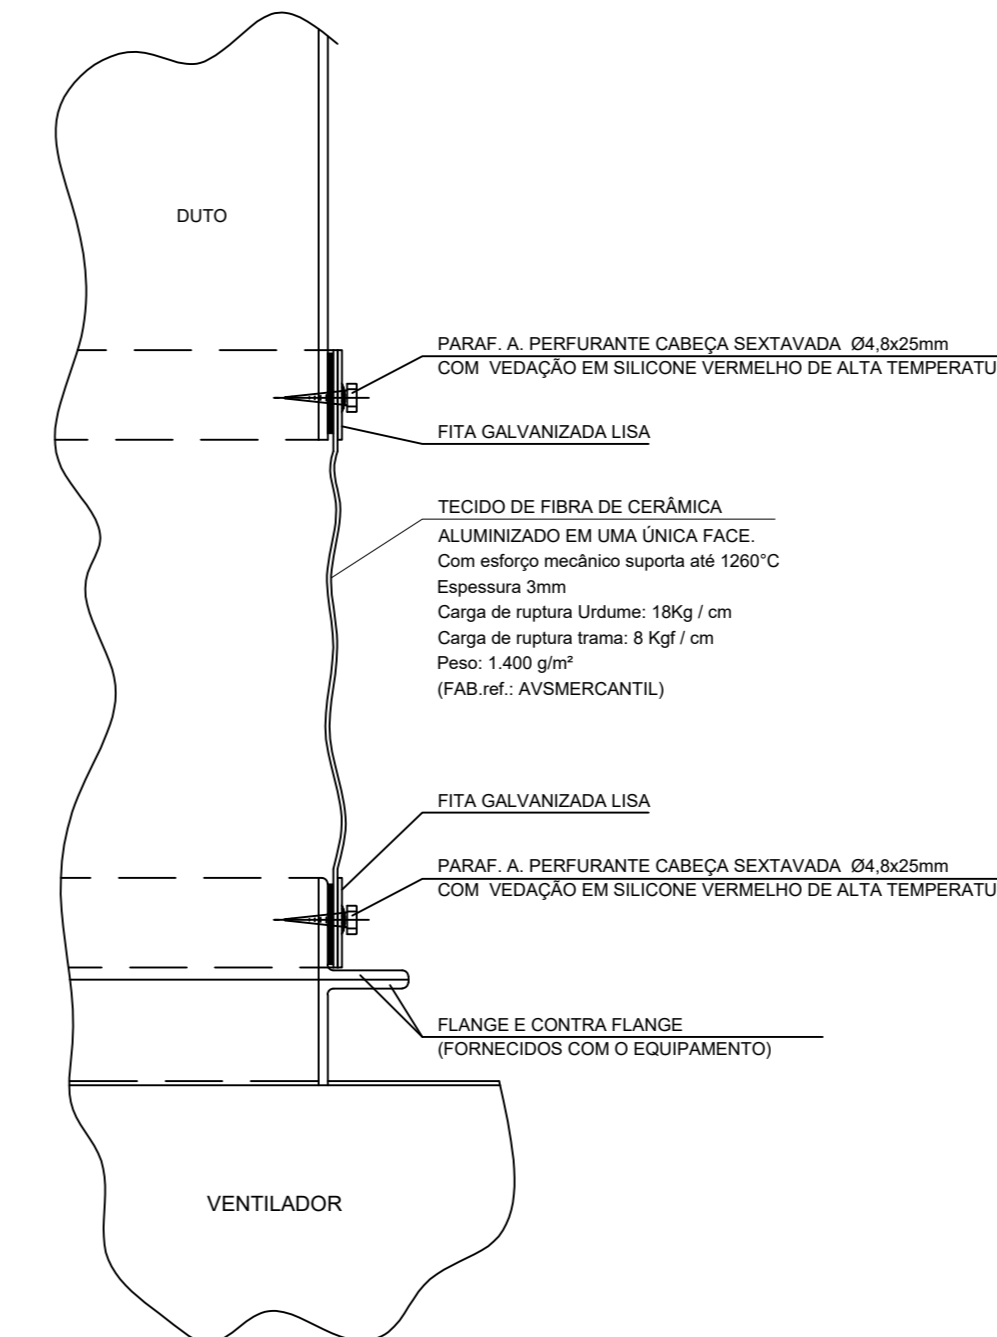 DUTO
PARAF. A. PERFURANTE CABEÇA SEXTAVADA Ø4,8x25mm
COM VEDAÇÃO EM SILICONE VERMELHO DE ALTA TEMPERATU
FITA GALVANIZADA LISA
TECIDO DE FIBRA DE CERÂMICA
ALUMINIZADO EM UMA ÚNICA FACE.
Com esforço mecânico suporta até 1260°C
Espessura 3mm
Carga de ruptura Urdume: 18Kg / cm
Carga de ruptura trama: 8 Kgf / cm
Peso: 1.400 g/m²
(FAB.ref.: AVSMERCANTIL)
FITA GALVANIZADA LISA
PARAF. A. PERFURANTE CABEÇA SEXTAVADA Ø4,8x25mm
COM VEDAÇÃO EM SILICONE VERMELHO DE ALTA TEMPERATU
FLANGE E CONTRA FLANGE
(FORNECIDOS COM O EQUIPAMENTO)
VENTILADOR